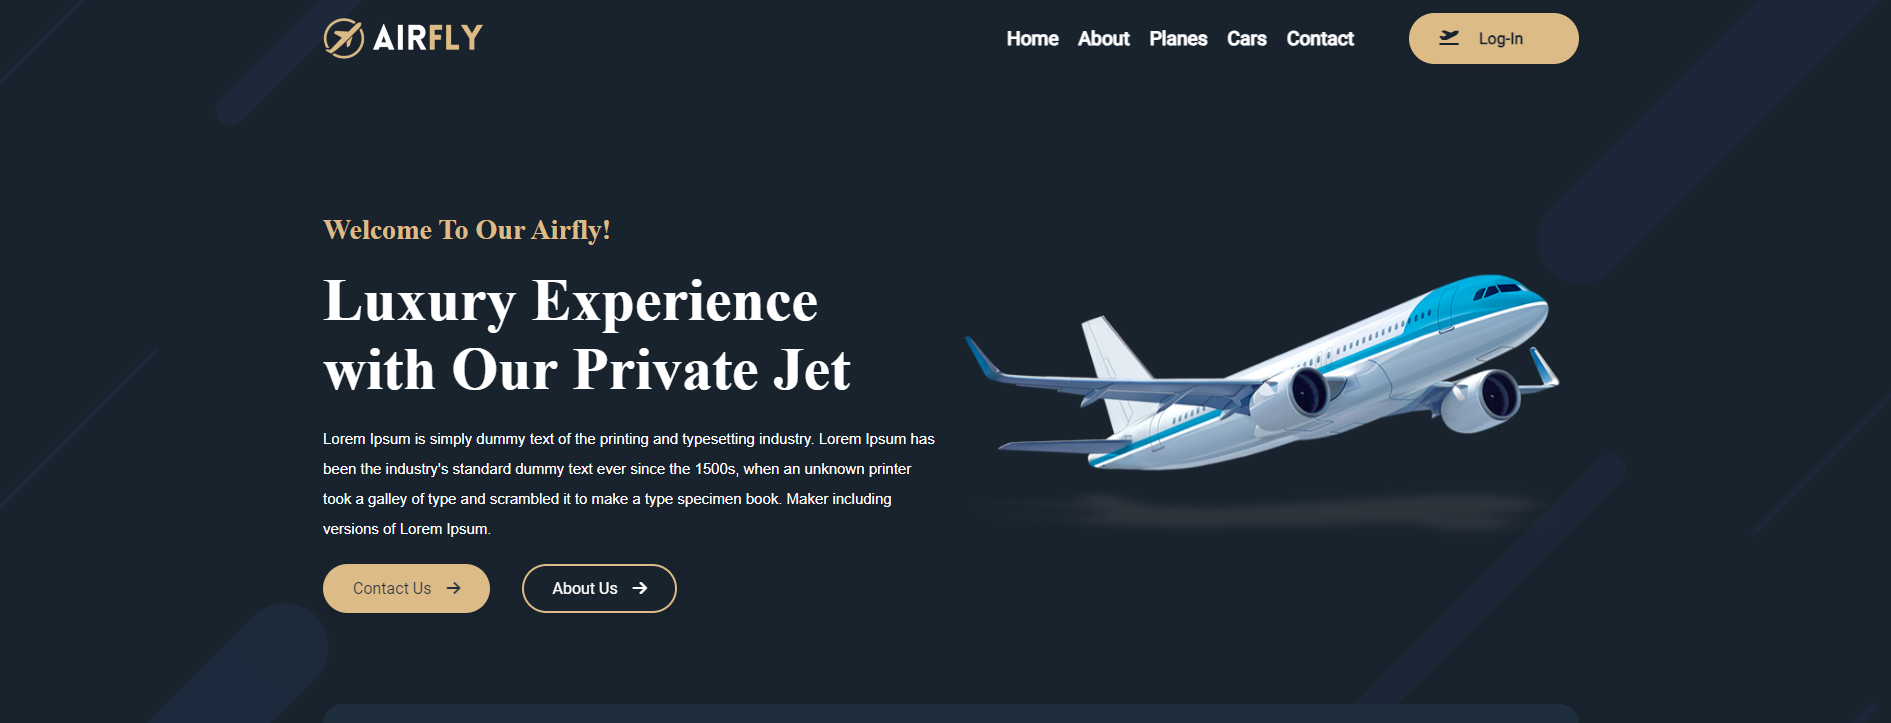 AIRFLY
Home About Planes Cars Contact
Log-In
Welcome To Our Airfly!
Luxury Experience
with Our Private Jet
Lorem Ipsum is simply dummy text of the printing and typesetting industry. Lorem Ipsum has
been the industry's standard dummy text ever since the 1500s, when an unknown printer
took a galley of type and scrambled it to make a type specimen book. Maker including
versions of Lorem Ipsum.
Contact Us
About Us